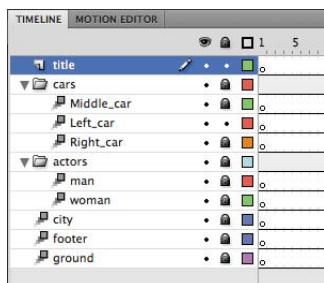 TIMELINE MOTION EDITOR
1 5
title
cars
Middle_car
Left_car
Right_car
actors
man
woman
city
footer
ground